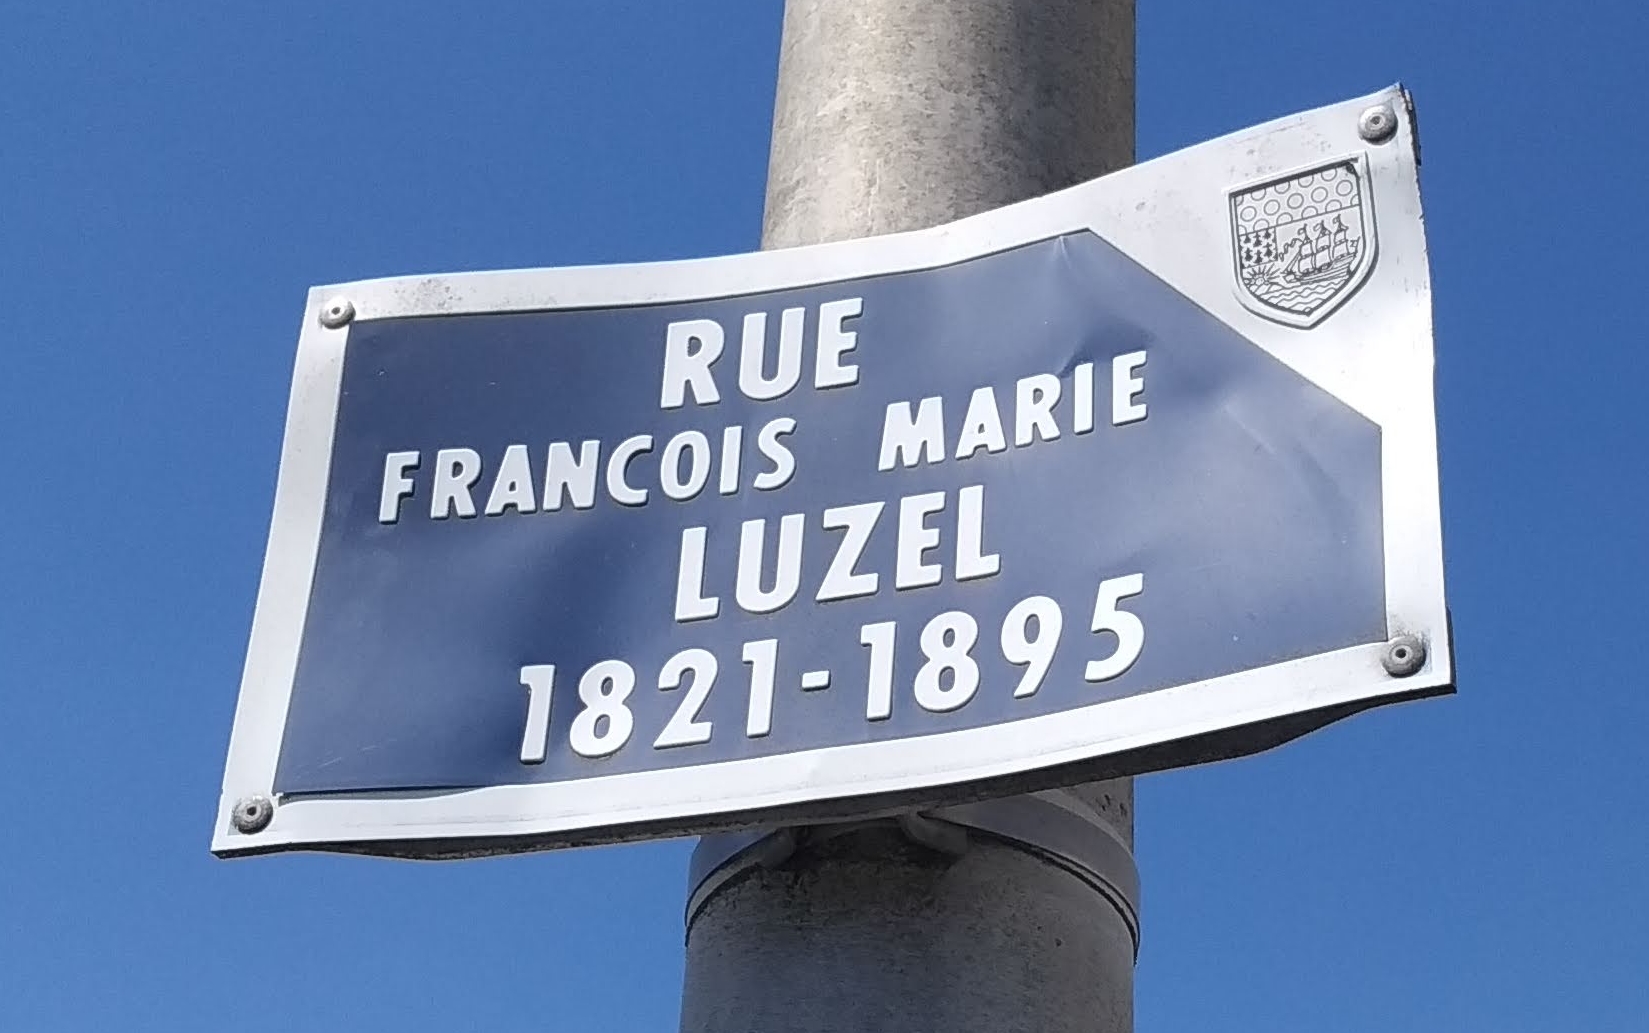 RUE
FRANCOIS MARIE
LUZEL
1821-1895